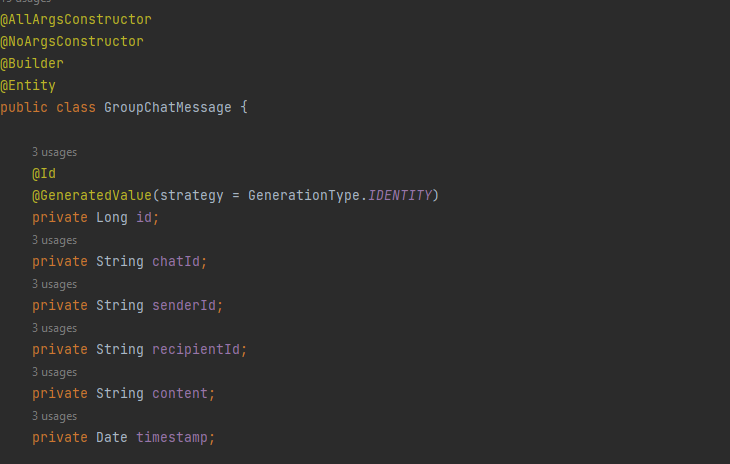 19 usages
@AllArgsConstructor
@NoArgsConstructor
@Builder
@Entity
public class GroupChatMessage {
3 usages
@Id
@GeneratedValue(strategy = GenerationType.IDENTITY)
private Long id;
3 usages
private String chatId;
3 usages
private String senderId;
3 usages
private String recipientId;
3 usages
private String content;
3 usages
private Date timestamp;